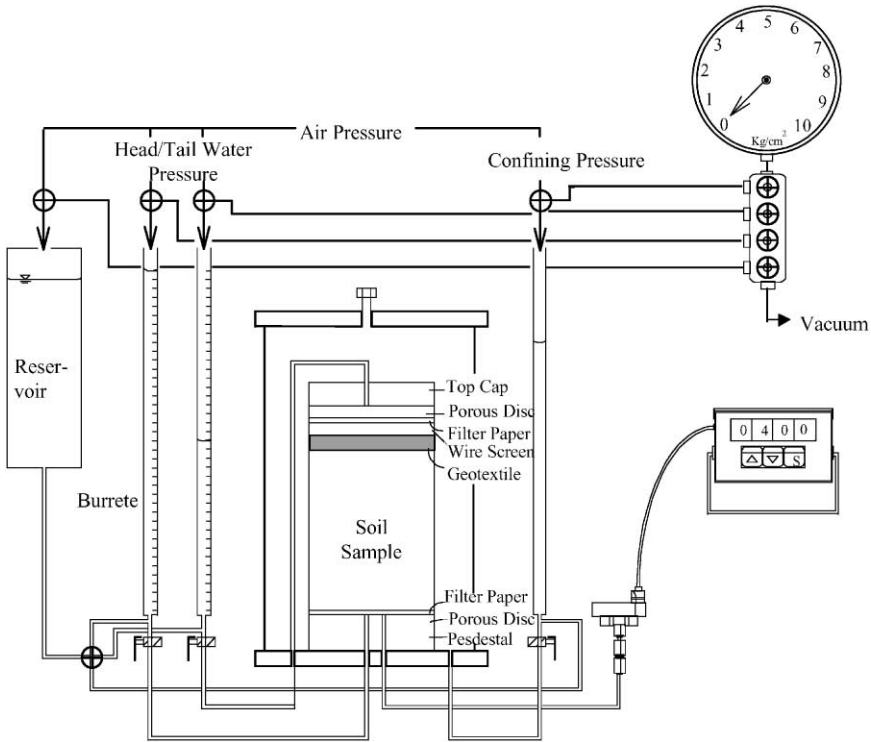 5
4
6
3
7
2
8
1
9
0
10
Kg/cm2
Air Pressure
Head/Tail Water
Pressure
Confining Pressure
Vacuum
Reser-
voir
Top Cap
Porous Disc
Filter Paper
Wire Screen
Geotextile
0 4 0 0
S
Burrete
Soil
Sample
Filter Paper
Porous Disc
Pesdestal